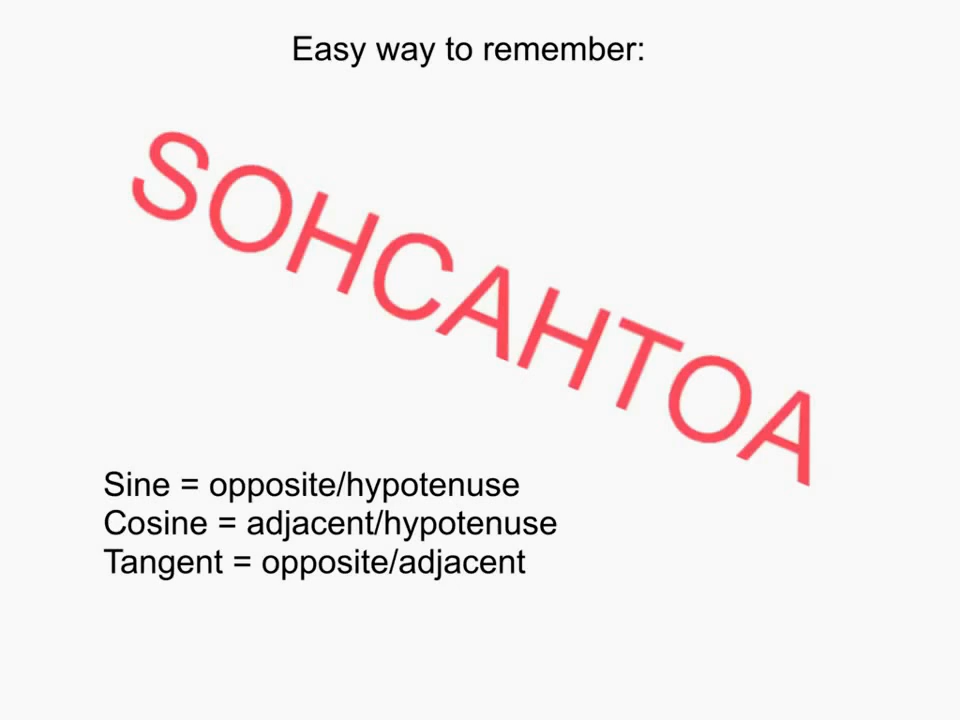 Easy way to remember:
SOHCAHTOA
Sine = opposite/hypotenuse
Cosine = adjacent/hypotenuse
Tangent = opposite/adjacent